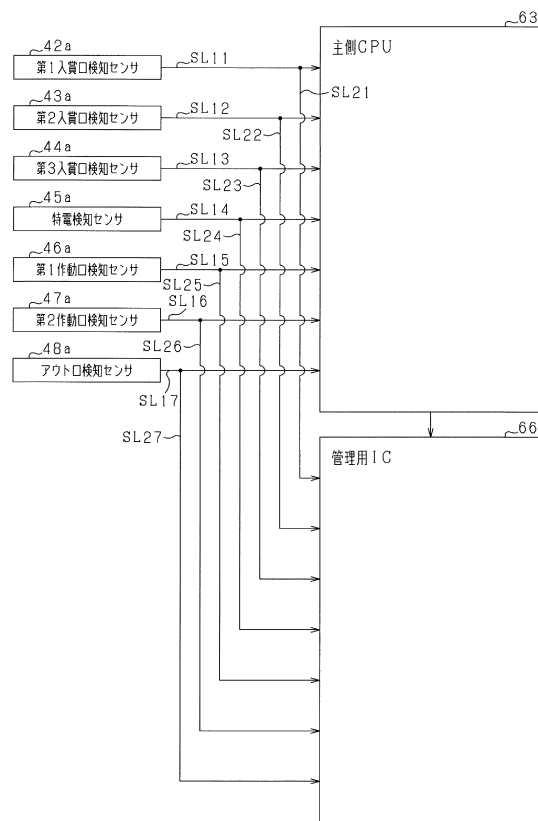 63
主側CPU
42a
第1入賞口検知センサ
SL11
SL21
43a
第2入賞口検知センサ
SL12
SL22
44a
第3入賞口検知センサ
SL13
SL23
45a
特電検知センサ
SL14
SL24
46a
第1作動口検知センサ
SL15
SL25
47a
第2作動口検知センサ
SL16
SL26
48a
アウト口検知センサ
SL17
SL27
66
管理用IC